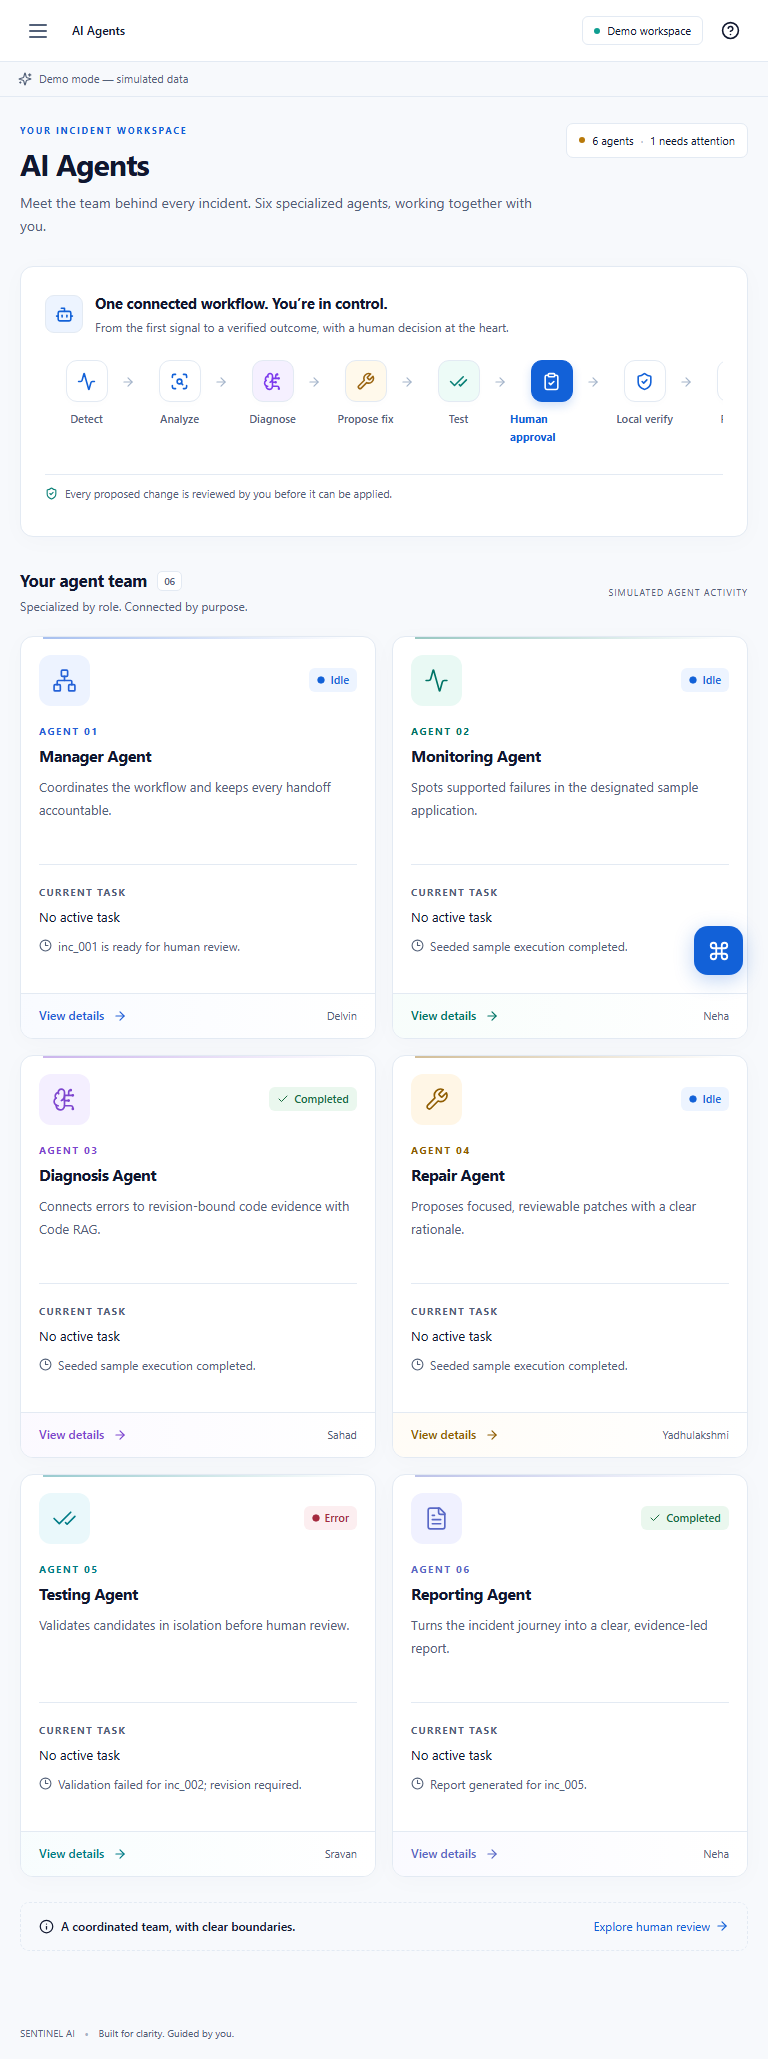 AI Agents
Demo workspace
Demo mode — simulated data
YOUR INCIDENT WORKSPACE
6 agents · 1 needs attention
AI Agents
Meet the team behind every incident. Six specialized agents, working together with
you.
One connected workflow. You're in control.
From the first signal to a verified outcome, with a human decision at the heart.
Detect
Analyze
Diagnose
Propose fix
Test
Human
approval
Local verify
Every proposed change is reviewed by you before it can be applied.
Your agent team 06
Specialized by role. Connected by purpose.
SIMULATED AGENT ACTIVITY
Idle
AGENT 01
Manager Agent
Coordinates the workflow and keeps every handoff
accountable.
CURRENT TASK
No active task
inc_001 is ready for human review.
View details
Delvin
Idle
AGENT 02
Monitoring Agent
Spots supported failures in the designated sample
application.
CURRENT TASK
No active task
Seeded sample execution completed.
View details
Neha
Completed
AGENT 03
Diagnosis Agent
Connects errors to revision-bound code evidence with
Code RAG.
CURRENT TASK
No active task
Seeded sample execution completed.
View details
Sahad
Idle
AGENT 04
Repair Agent
Proposes focused, reviewable patches with a clear
rationale.
CURRENT TASK
No active task
Seeded sample execution completed.
View details
Yadhulakshmi
Error
AGENT 05
Testing Agent
Validates candidates in isolation before human review.
CURRENT TASK
No active task
Validation failed for inc_002; revision required.
View details
Sravan
Completed
AGENT 06
Reporting Agent
Turns the incident journey into a clear, evidence-led
report.
CURRENT TASK
No active task
Report generated for inc_005.
View details
Neha
A coordinated team, with clear boundaries.
Explore human review
SENTINEL AI • Built for clarity. Guided by you.